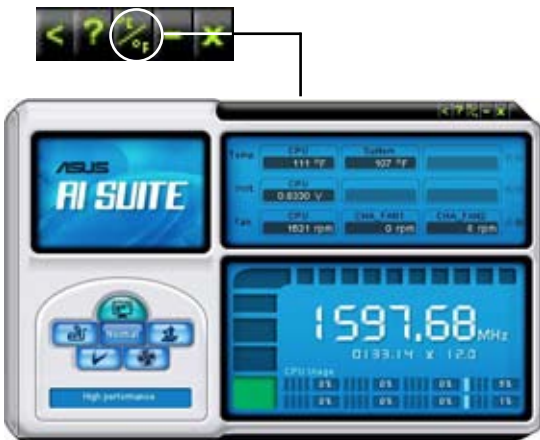 < ? °C/°F - x
< ? - x
ASUS
AI SUITE
Temp. CPU System
111 °F 107 °F
Volt. CPU
0.8330 V
Fan CPU CHA_FAN1 CHA_FAN2
1631 rpm 0 rpm 0 rpm
Normal
High performance
1597.68 MHz
0133.14 X 12.0
CPU Usage
0% 0% 0%
0% 0% 0% 1%